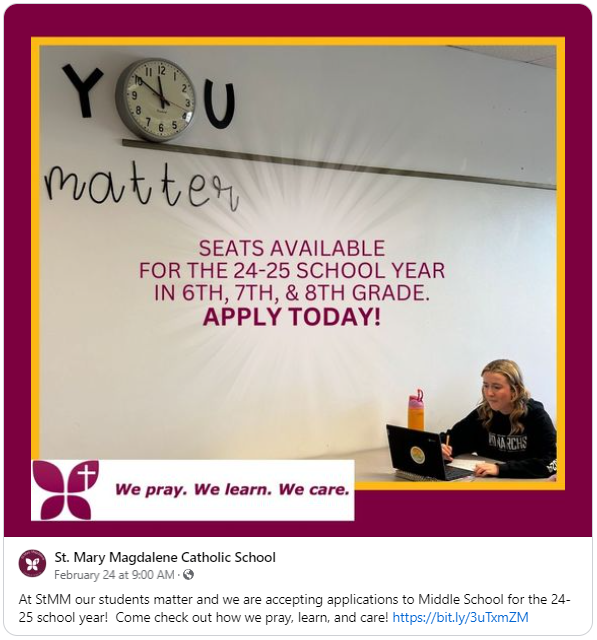 YOU
matter
SEATS AVAILABLE
FOR THE 24-25 SCHOOL YEAR
IN 6TH, 7TH, & 8TH GRADE.
APPLY TODAY!
MONARCHS
We pray. We learn. We care.
St. Mary Magdalene Catholic School
February 24 at 9:00 AM ·
At StMM our students matter and we are accepting applications to Middle School for the 24-
25 school year! Come check out how we pray, learn, and care! https://bit.ly/3uTxmZM